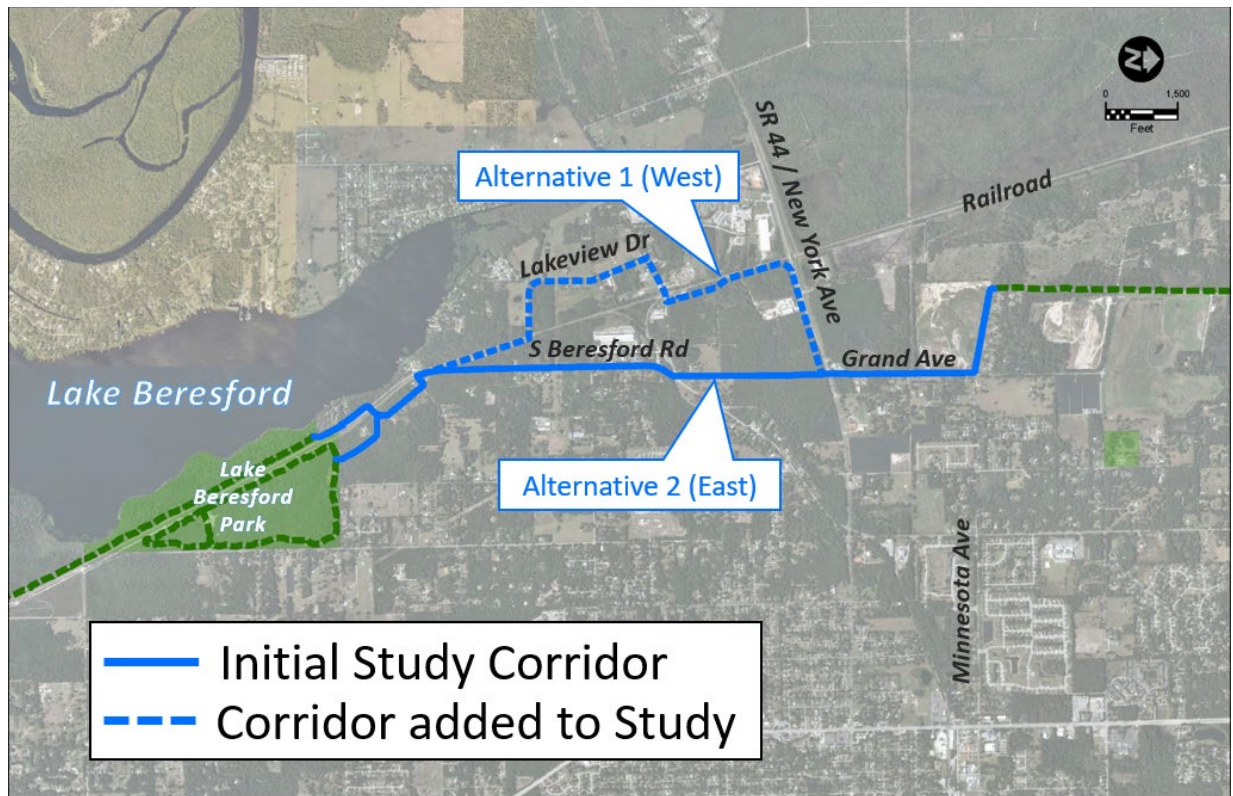 N
0 1,500
Feet
SR 44 / New York Ave
Alternative 1 (West)
Railroad
Lakeview Dr
S Beresford Rd
Grand Ave
Lake Beresford
Alternative 2 (East)
Lake
Beresford
Park
Minnesota Ave
Initial Study Corridor
Corridor added to Study